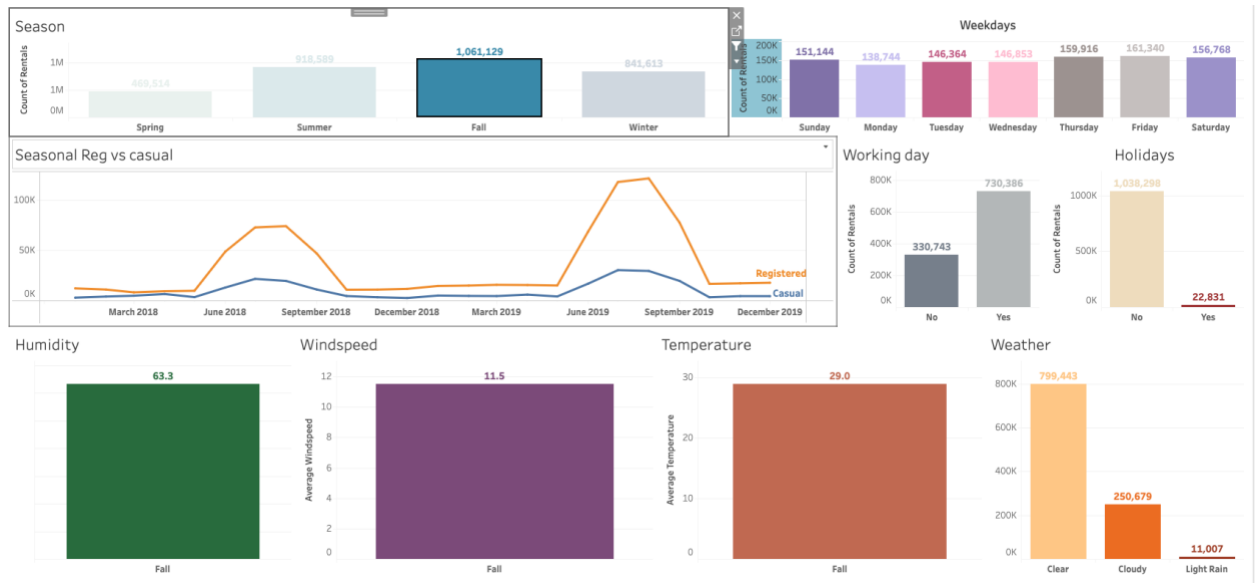 Season
Count of Rentals
1M
1M
0M
469,514
918,589
1,061,129
841,613
Spring
Summer
Fall
Winter
Weekdays
Count of Rentals
200K
150K
100K
50K
0K
151,144
138,744
146,364
146,853
159,916
161,340
156,768
Sunday
Monday
Tuesday
Wednesday
Thursday
Friday
Saturday
Seasonal Reg vs casual
100K
50K
0K
Registered
Casual
March 2018
June 2018
September 2018
December 2018
March 2019
June 2019
September 2019
December 2019
Working day
Count of Rentals
800K
600K
400K
200K
0K
330,743
730,386
No
Yes
Holidays
Count of Rentals
1000K
500K
0K
1,038,298
22,831
No
Yes
Humidity
63.3
Fall
Windspeed
Average Windspeed
12
10
8
6
4
2
0
11.5
Fall
Temperature
Average Temperature
30
20
10
0
29.0
Fall
Weather
800K
600K
400K
200K
0K
799,443
250,679
11,007
Clear
Cloudy
Light Rain